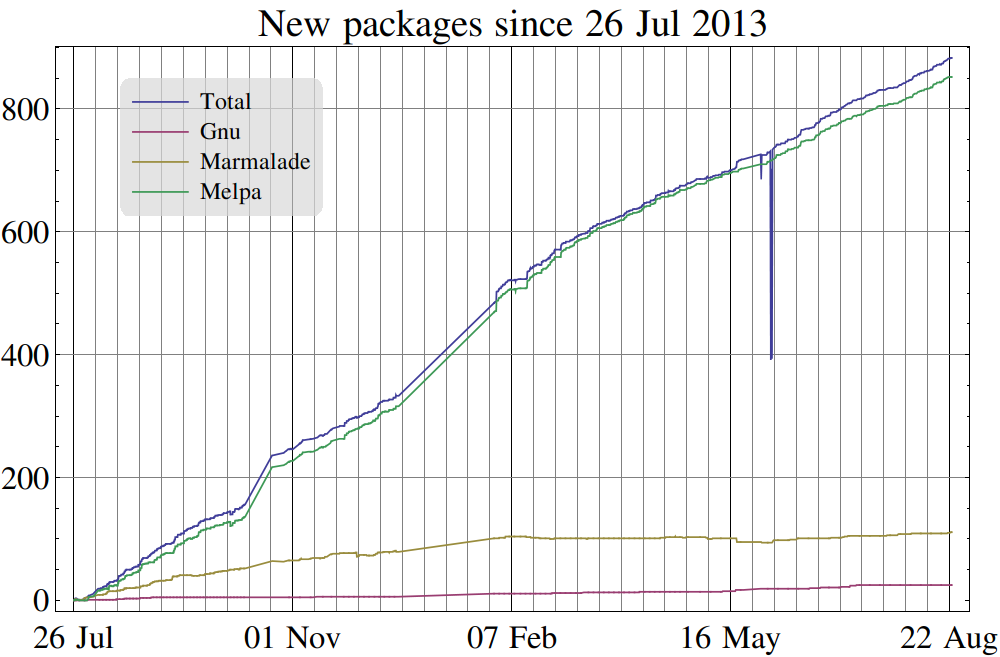 New packages since 26 Jul 2013
Total
Gnu
Marmalade
Melpa
800
600
400
200
0
26 Jul 01 Nov 07 Feb 16 May 22 Aug